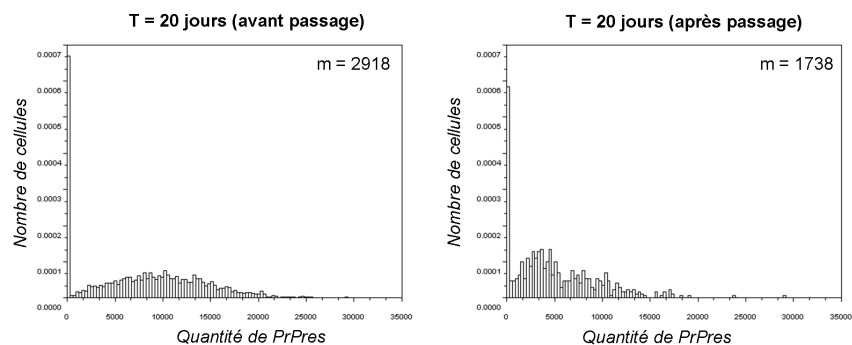 T = 20 jours (avant passage)
m = 2918
Nombre de cellules
0.0007
0.0006
0.0005
0.0004
0.0003
0.0002
0.0001
0.0000
0 5000 10000 15000 20000 25000 30000 35000
Quantité de PrPres
T = 20 jours (après passage)
m = 1738
Nombre de cellules
0.0007
0.0006
0.0005
0.0004
0.0003
0.0002
0.0001
0.0000
0 5000 10000 15000 20000 25000 30000 35000
Quantité de PrPres